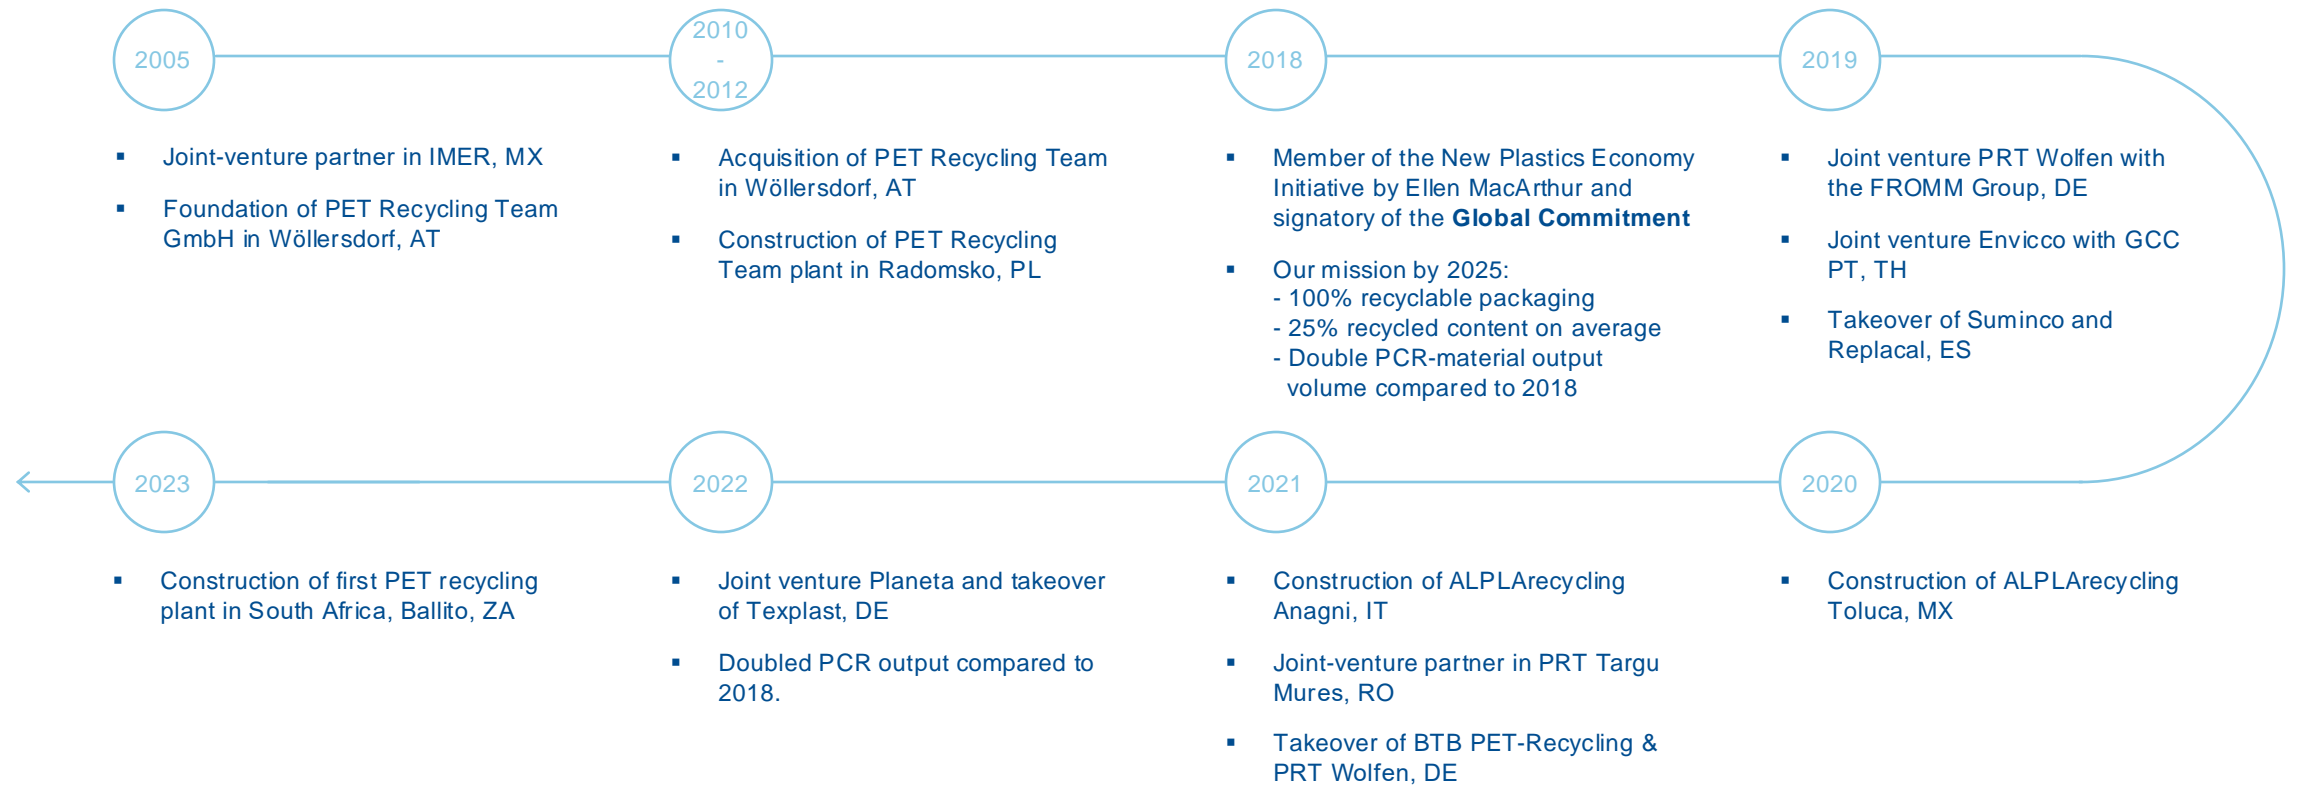 2005
▪ Joint-venture partner in IMER, MX
▪ Foundation of PET Recycling Team
GmbH in Wöllersdorf, AT
2010
-
2012
▪ Acquisition of PET Recycling Team
in Wöllersdorf, AT
▪ Construction of PET Recycling
Team plant in Radomsko, PL
2018
▪ Member of the New Plastics Economy
Initiative by Ellen MacArthur and
signatory of the Global Commitment
▪ Our mission by 2025:
- 100% recyclable packaging
- 25% recycled content on average
- Double PCR-material output
volume compared to 2018
2019
▪ Joint venture PRT Wolfen with
the FROMM Group, DE
▪ Joint venture Envicco with GCC
PT, TH
▪ Takeover of Suminco and
Replacal, ES
2020
▪ Construction of ALPLArecycling
Toluca, MX
2021
▪ Construction of ALPLArecycling
Anagni, IT
▪ Joint-venture partner in PRT Targu
Mures, RO
▪ Takeover of BTB PET-Recycling &
PRT Wolfen, DE
2022
▪ Joint venture Planeta and takeover
of Texplast, DE
▪ Doubled PCR output compared to
2018.
2023
▪ Construction of first PET recycling
plant in South Africa, Ballito, ZA